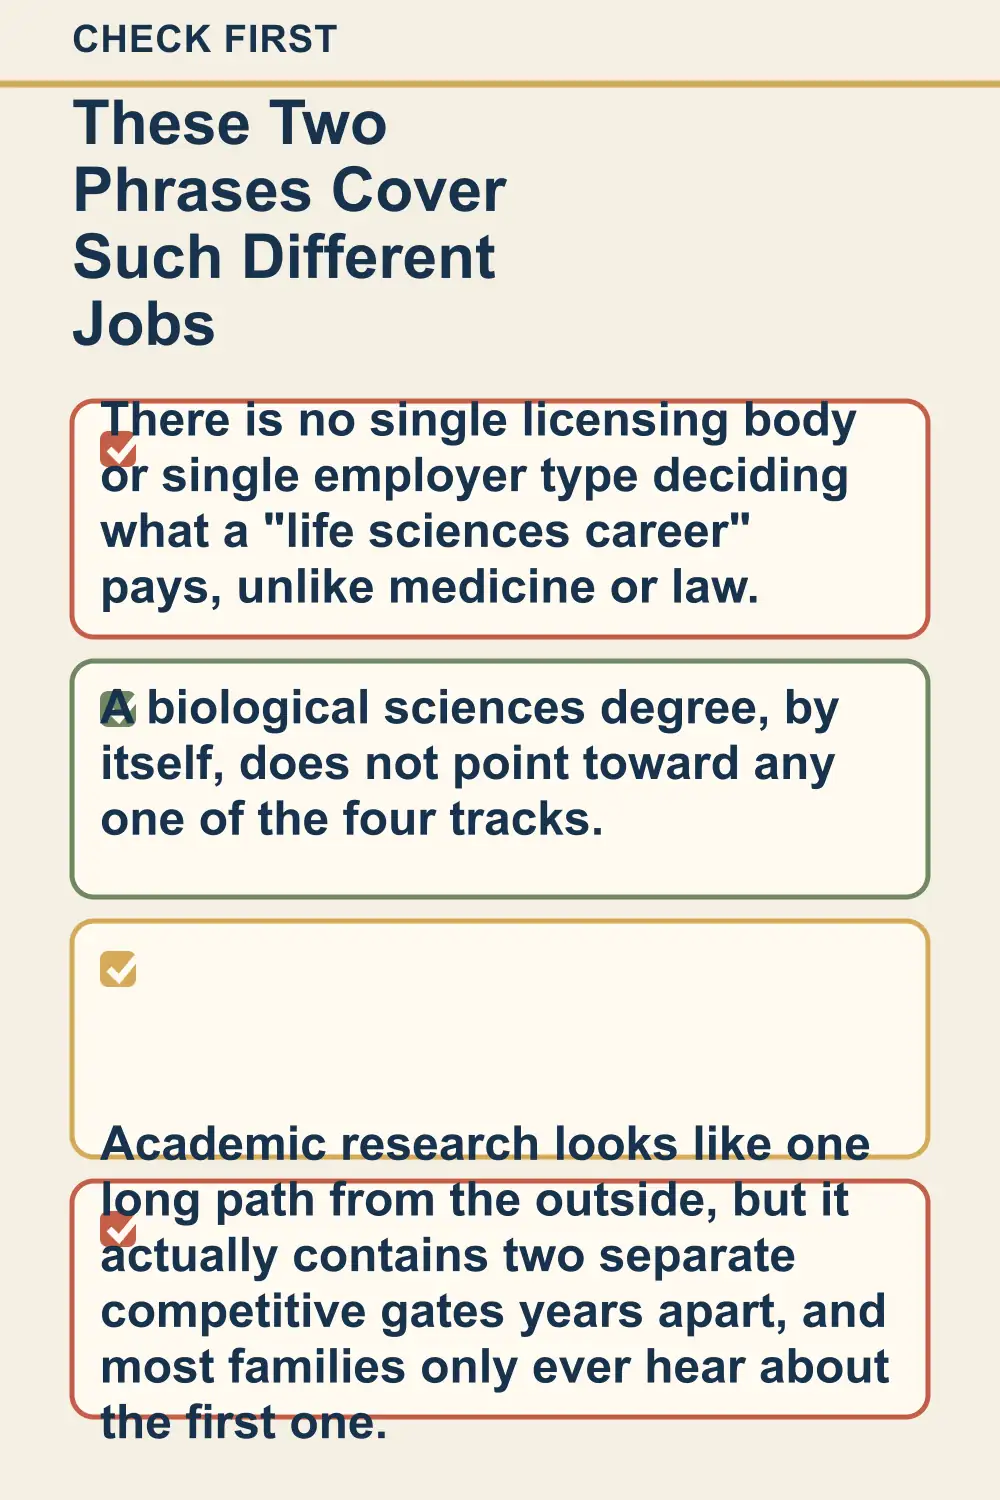 CHECK FIRST
These Two
Phrases Cover
Such Different
Jobs
There is no single licensing body
or single employer type deciding
what a "life sciences career"
pays, unlike medicine or law.
A biological sciences degree, by
itself, does not point toward any
one of the four tracks.
Academic research looks like one
long path from the outside, but it
actually contains two separate
competitive gates years apart, and
most families only ever hear about
the first one.